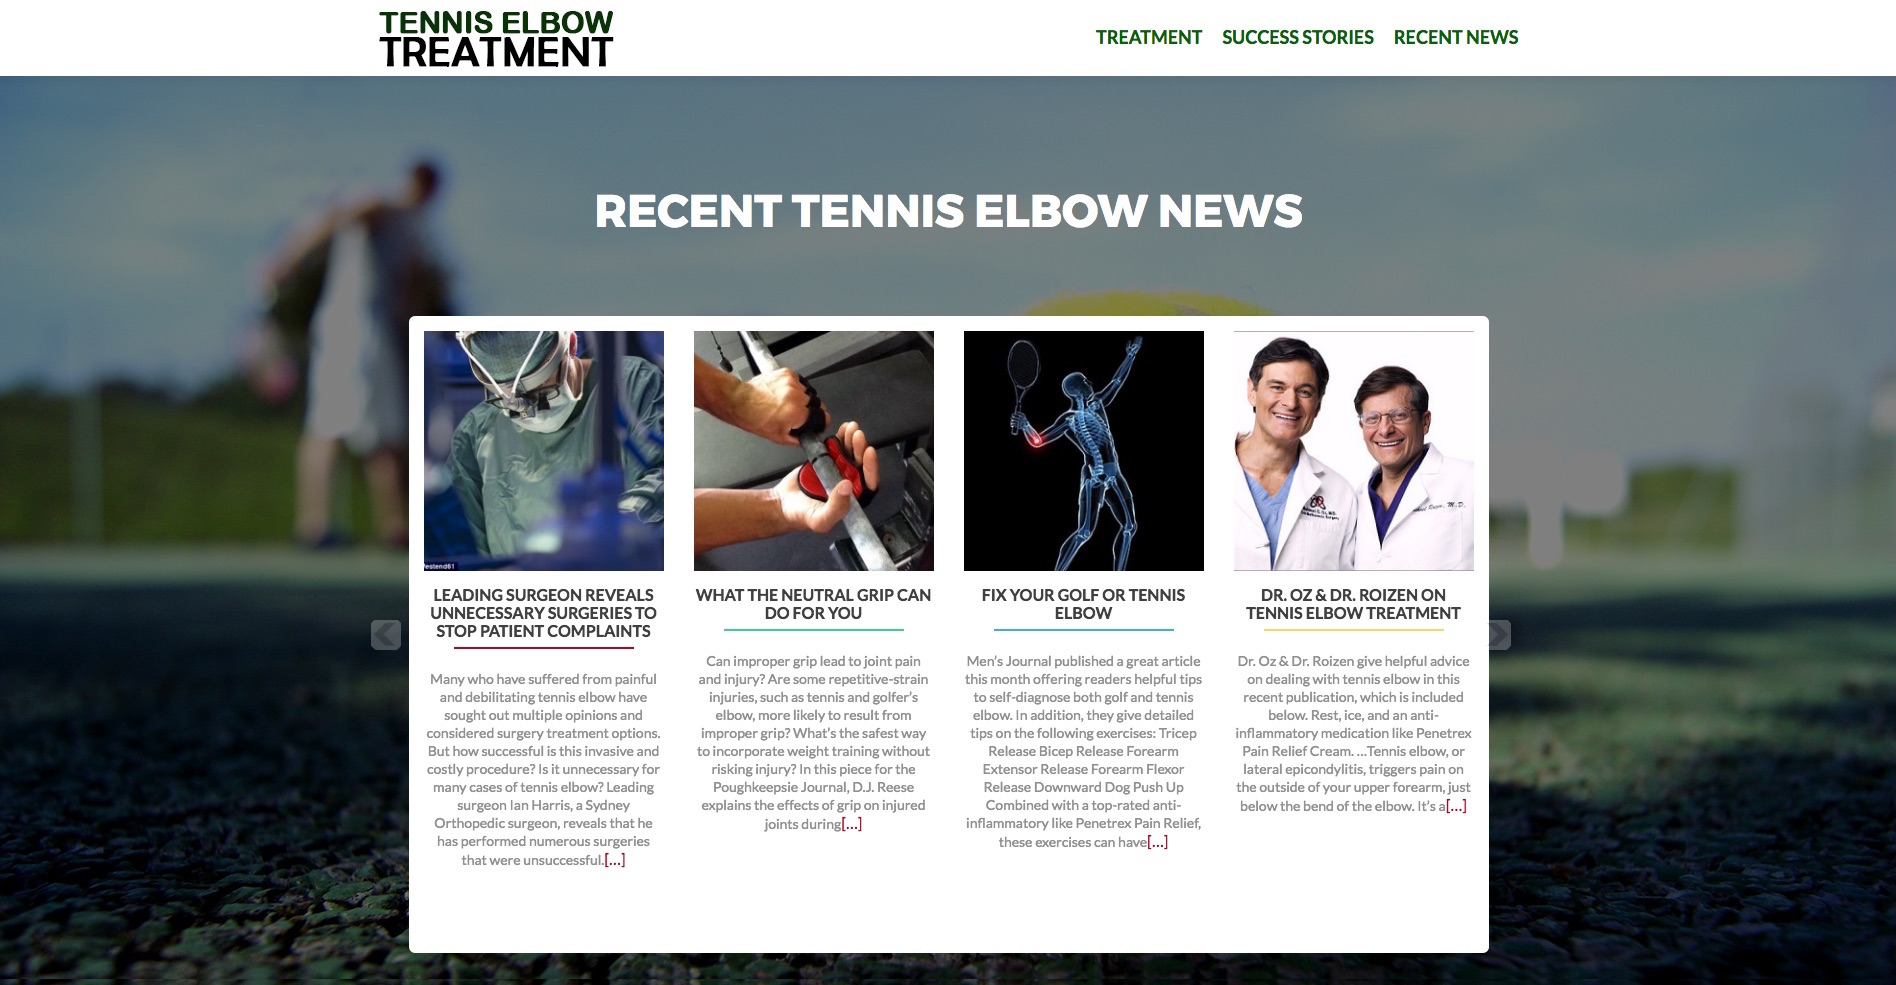 TENNIS ELBOW
TREATMENT
TREATMENT SUCCESS STORIES RECENT NEWS
RECENT TENNIS ELBOW NEWS
Westend61
LEADING SURGEON REVEALS
UNNECESSARY SURGERIES TO
STOP PATIENT COMPLAINTS
Many who have suffered from painful
and debilitating tennis elbow have
sought out multiple opinions and
considered surgery treatment options.
But how successful is this invasive and
costly procedure? Is it unnecessary for
many cases of tennis elbow? Leading
surgeon Ian Harris, a Sydney
Orthopedic surgeon, reveals that he
has performed numerous surgeries
that were unsuccessful.[...]
WHAT THE NEUTRAL GRIP CAN
DO FOR YOU
Can improper grip lead to joint pain
and injury? Are some repetitive-strain
injuries, such as tennis and golfer's
elbow, more likely to result from
improper grip? What's the safest way
to incorporate weight training without
risking injury? In this piece for the
Poughkeepsie Journal, D.J. Reese
explains the effects of grip on injured
joints during[...]
FIX YOUR GOLF OR TENNIS
ELBOW
Men's Journal published a great article
this month offering readers helpful tips
to self-diagnose both golf and tennis
elbow. In addition, they give detailed
tips on the following exercises: Tricep
Release Bicep Release Forearm
Extensor Release Forearm Flexor
Release Downward Dog Push Up
Combined with a top-rated anti-
inflammatory like Penetrex Pain Relief,
these exercises can have[...]
DR. OZ & DR. ROIZEN ON
TENNIS ELBOW TREATMENT
Dr. Oz & Dr. Roizen give helpful advice
on dealing with tennis elbow in this
recent publication, which is included
below. Rest, ice, and an anti-
inflammatory medication like Penetrex
Pain Relief Cream. ...Tennis elbow, or
lateral epicondylitis, triggers pain on
the outside of your upper forearm, just
below the bend of the elbow. It's a[...]